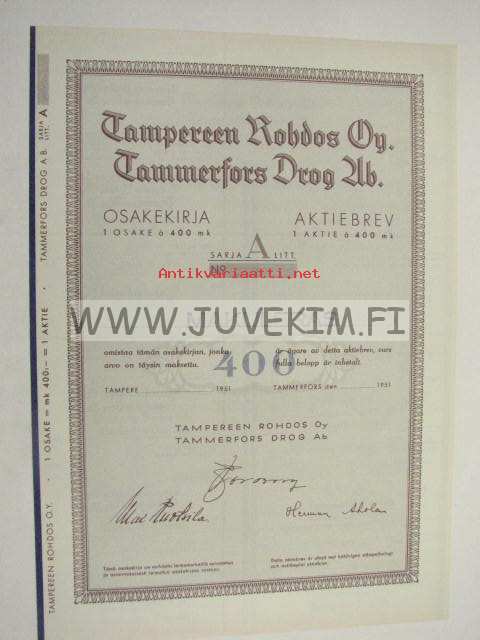 Tampereen Rohdos Oy.
Tammerfors Drog Ab.
OSAKEKIRJA
1 OSAKE à 400 mk
AKTIEBREV
1 AKTIE à 400 mk
SARJA A LITT.
No
Antikvariaatti.net
WWW.JUVEKIM.FI
omistaa tämän osakekirjan, jonka
arvo on täysin maksettu.
400
är ägare av detta aktiebrev, vars
fulla belopp är inbetalt.
TAMPERE 1951
TAMMERFORS den 1951
TAMPEREEN ROHDOS Oy
TAMMERFORS DROG Ab
Herman Ahola
TAMPEREEN ROHDOS O.Y. · 1 OSAKE = mk 400:— = 1 AKTIE · TAMMERFORS DROG A.B. SARJA LITT. A